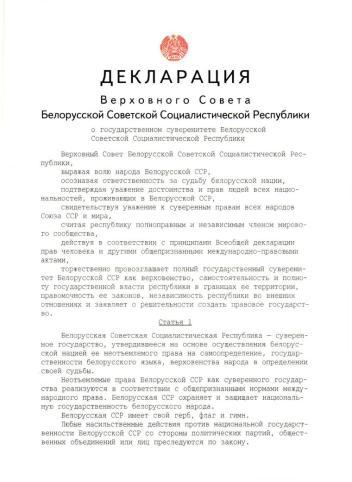 ДЕКЛАРАЦИЯ
Верховного Совета
Белорусской Советской Социалистической Республики
о государственном суверенитете Белорусской
Советской Социалистической Республики
Верховный Совет Белорусской Советской Социалистической Рес-
публики,
выражая волю народа Белорусской ССР,
осознавая ответственность за судьбу белорусской нации,
подтверждая уважение достоинства и прав людей всех нацио-
нальностей, проживающих в Белорусской ССР,
свидетельствуя уважение к суверенным правам всех народов
Союза ССР и мира,
считая республику полноправным и независимым членом мирово-
го сообщества,
действуя в соответствии с принципами Всеобщей декларации
прав человека и другими общепризнанными международно-правовыми
актами,
торжественно провозглашает полный государственный суверени-
тет Белорусской ССР как верховенство, самостоятельность и пол-
ноту государственной власти республики в границах ее территории,
правомочность ее законов, независимость республики во внешних
отношениях и заявляет о решительности создать правовое государс-
тво.
Статья 1
Белорусская Советская Социалистическая Республика – суверен-
ное государство, утвердившееся на основе осуществления белорус-
ской нацией ее неотъемлемого права на самоопределение, государс-
твенности белорусского языка, верховенства народа в определении
своей судьбы.
Неотъемлемые права Белорусской ССР как суверенного государс-
тва реализуются в соответствии с общепризнанными нормами между-
народного права. Белорусская ССР охраняет и защищает националь-
ную государственность белорусского народа.
Белорусская ССР имеет свой герб, флаг и гимн.
Любые насильственные действия против национальной государст-
венности Белорусской ССР со стороны политических партий, общест-
венных объединений или лиц преследуются по закону.